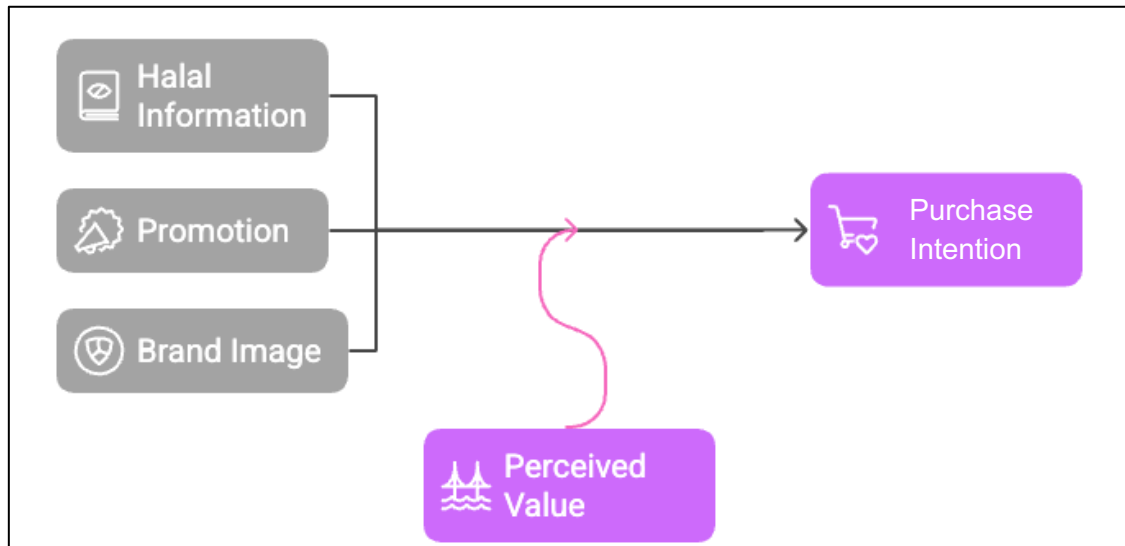 Halal
Information
Promotion
Brand Image
Purchase
Intention
Perceived
Value